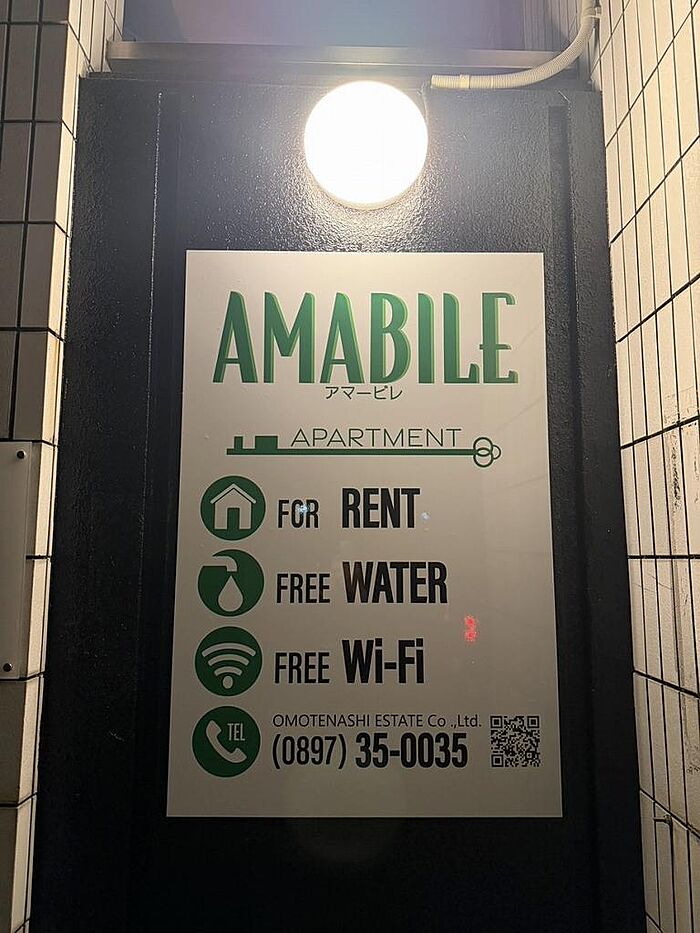 AMABILE
アマービレ
APARTMENT
FOR RENT
FREE WATER
FREE Wi-Fi
TEL
OMOTENASHI ESTATE Co .,Ltd.
(0897) 35-0035